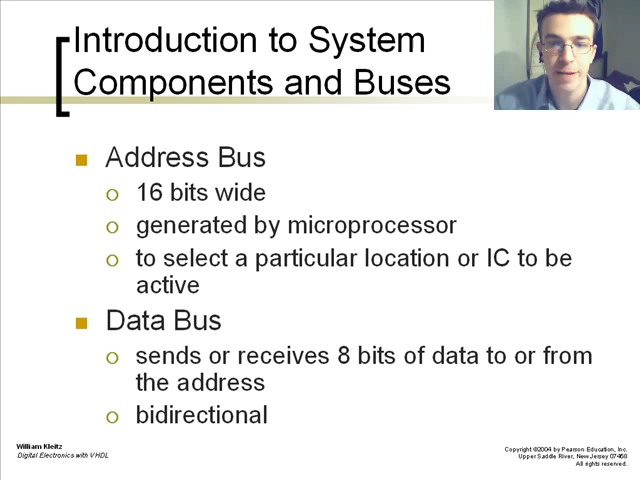 Introduction to System
Components and Buses
Address Bus
16 bits wide
generated by microprocessor
to select a particular location or IC to be
active
Data Bus
sends or receives 8 bits of data to or from
the address
bidirectional
William Kleitz
Digital Electronics with VHDL
Copyright ©2004 by Pearson Education, Inc.
Upper Saddle River, New Jersey 07458
All rights reserved.